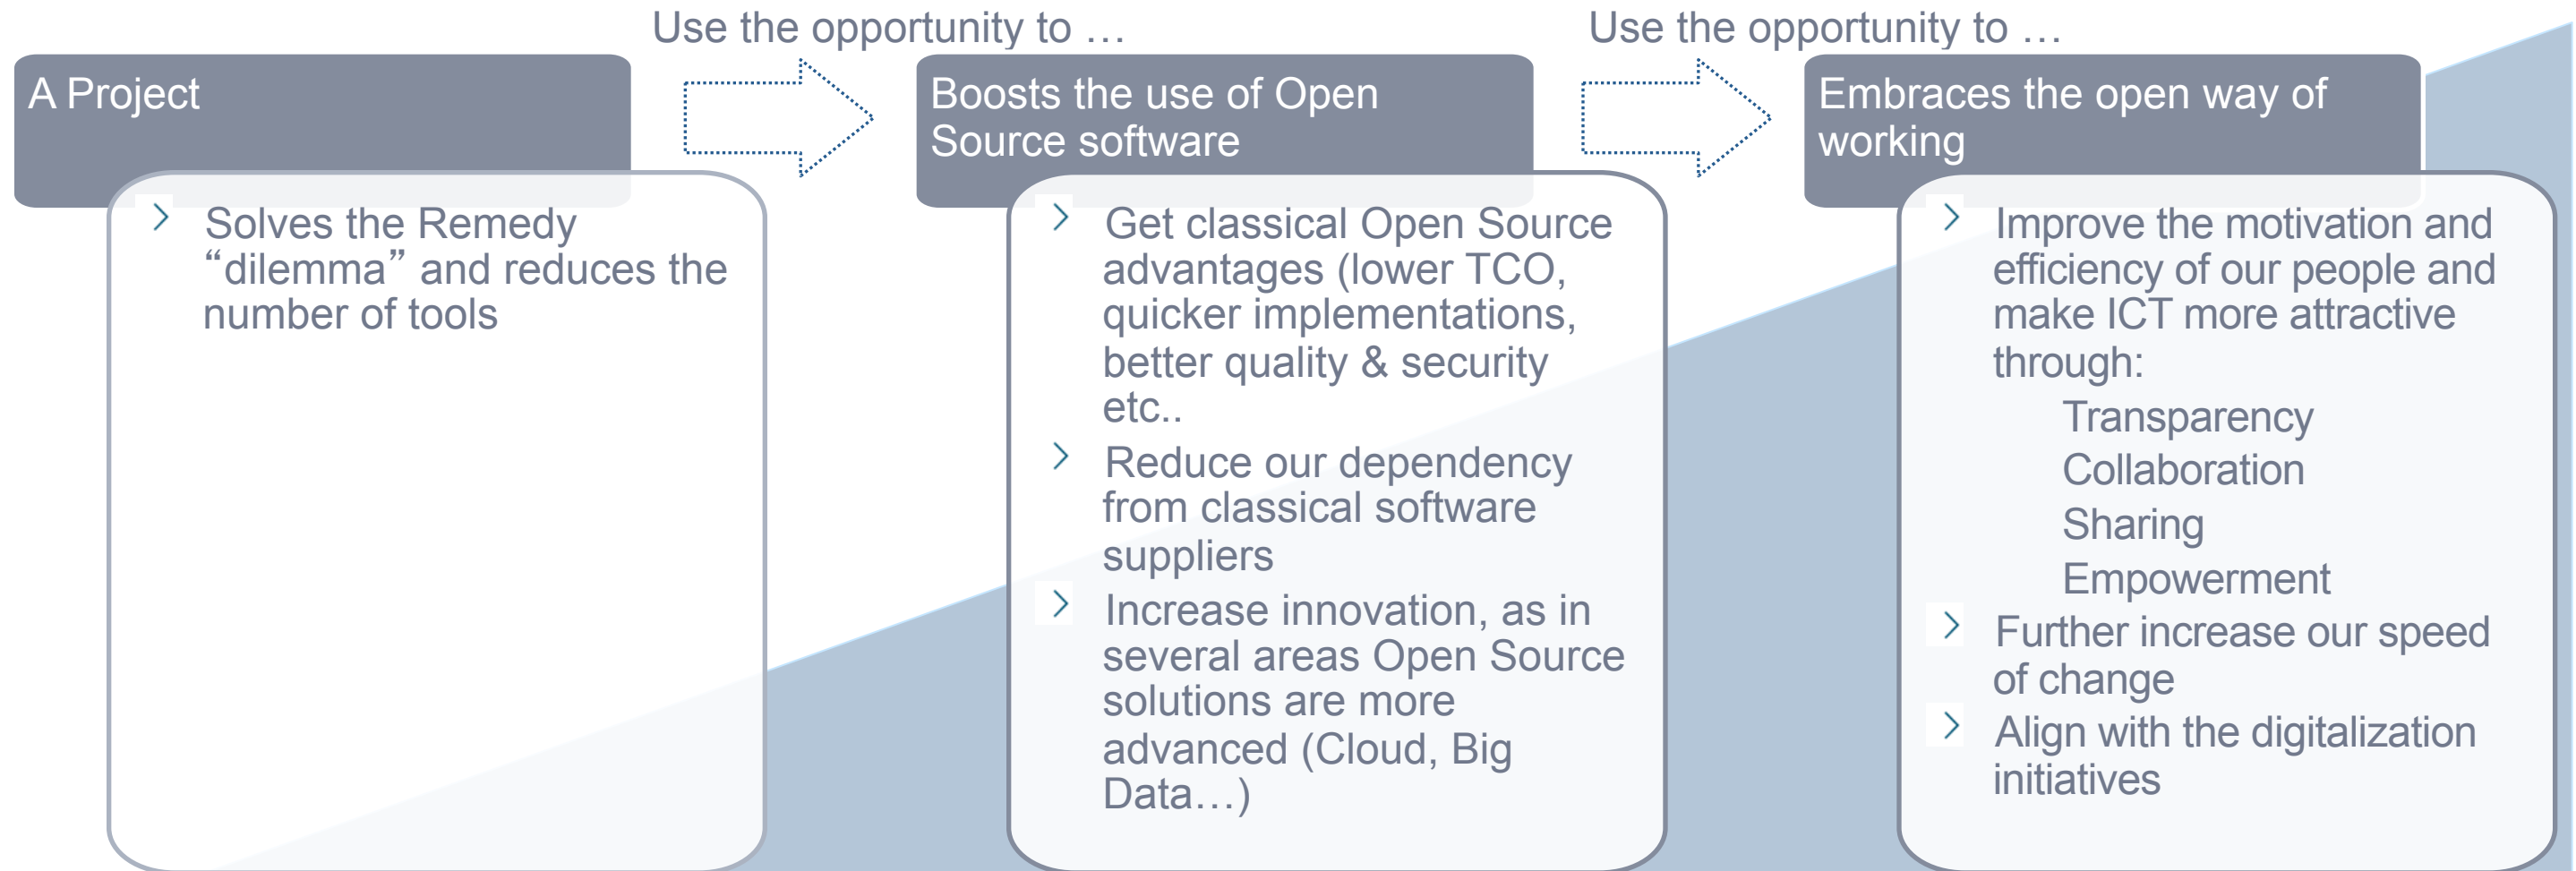 Use the opportunity to …
Use the opportunity to …
A Project
Solves the Remedy
“dilemma” and reduces the
number of tools
Boosts the use of Open
Source software
Get classical Open Source
advantages (lower TCO,
quicker implementations,
better quality & security
etc..
Reduce our dependency
from classical software
suppliers
Increase innovation, as in
several areas Open Source
solutions are more
advanced (Cloud, Big
Data…)
Embraces the open way of
working
Improve the motivation and
efficiency of our people and
make ICT more attractive
through:
Transparency
Collaboration
Sharing
Empowerment
Further increase our speed
of change
Align with the digitalization
initiatives